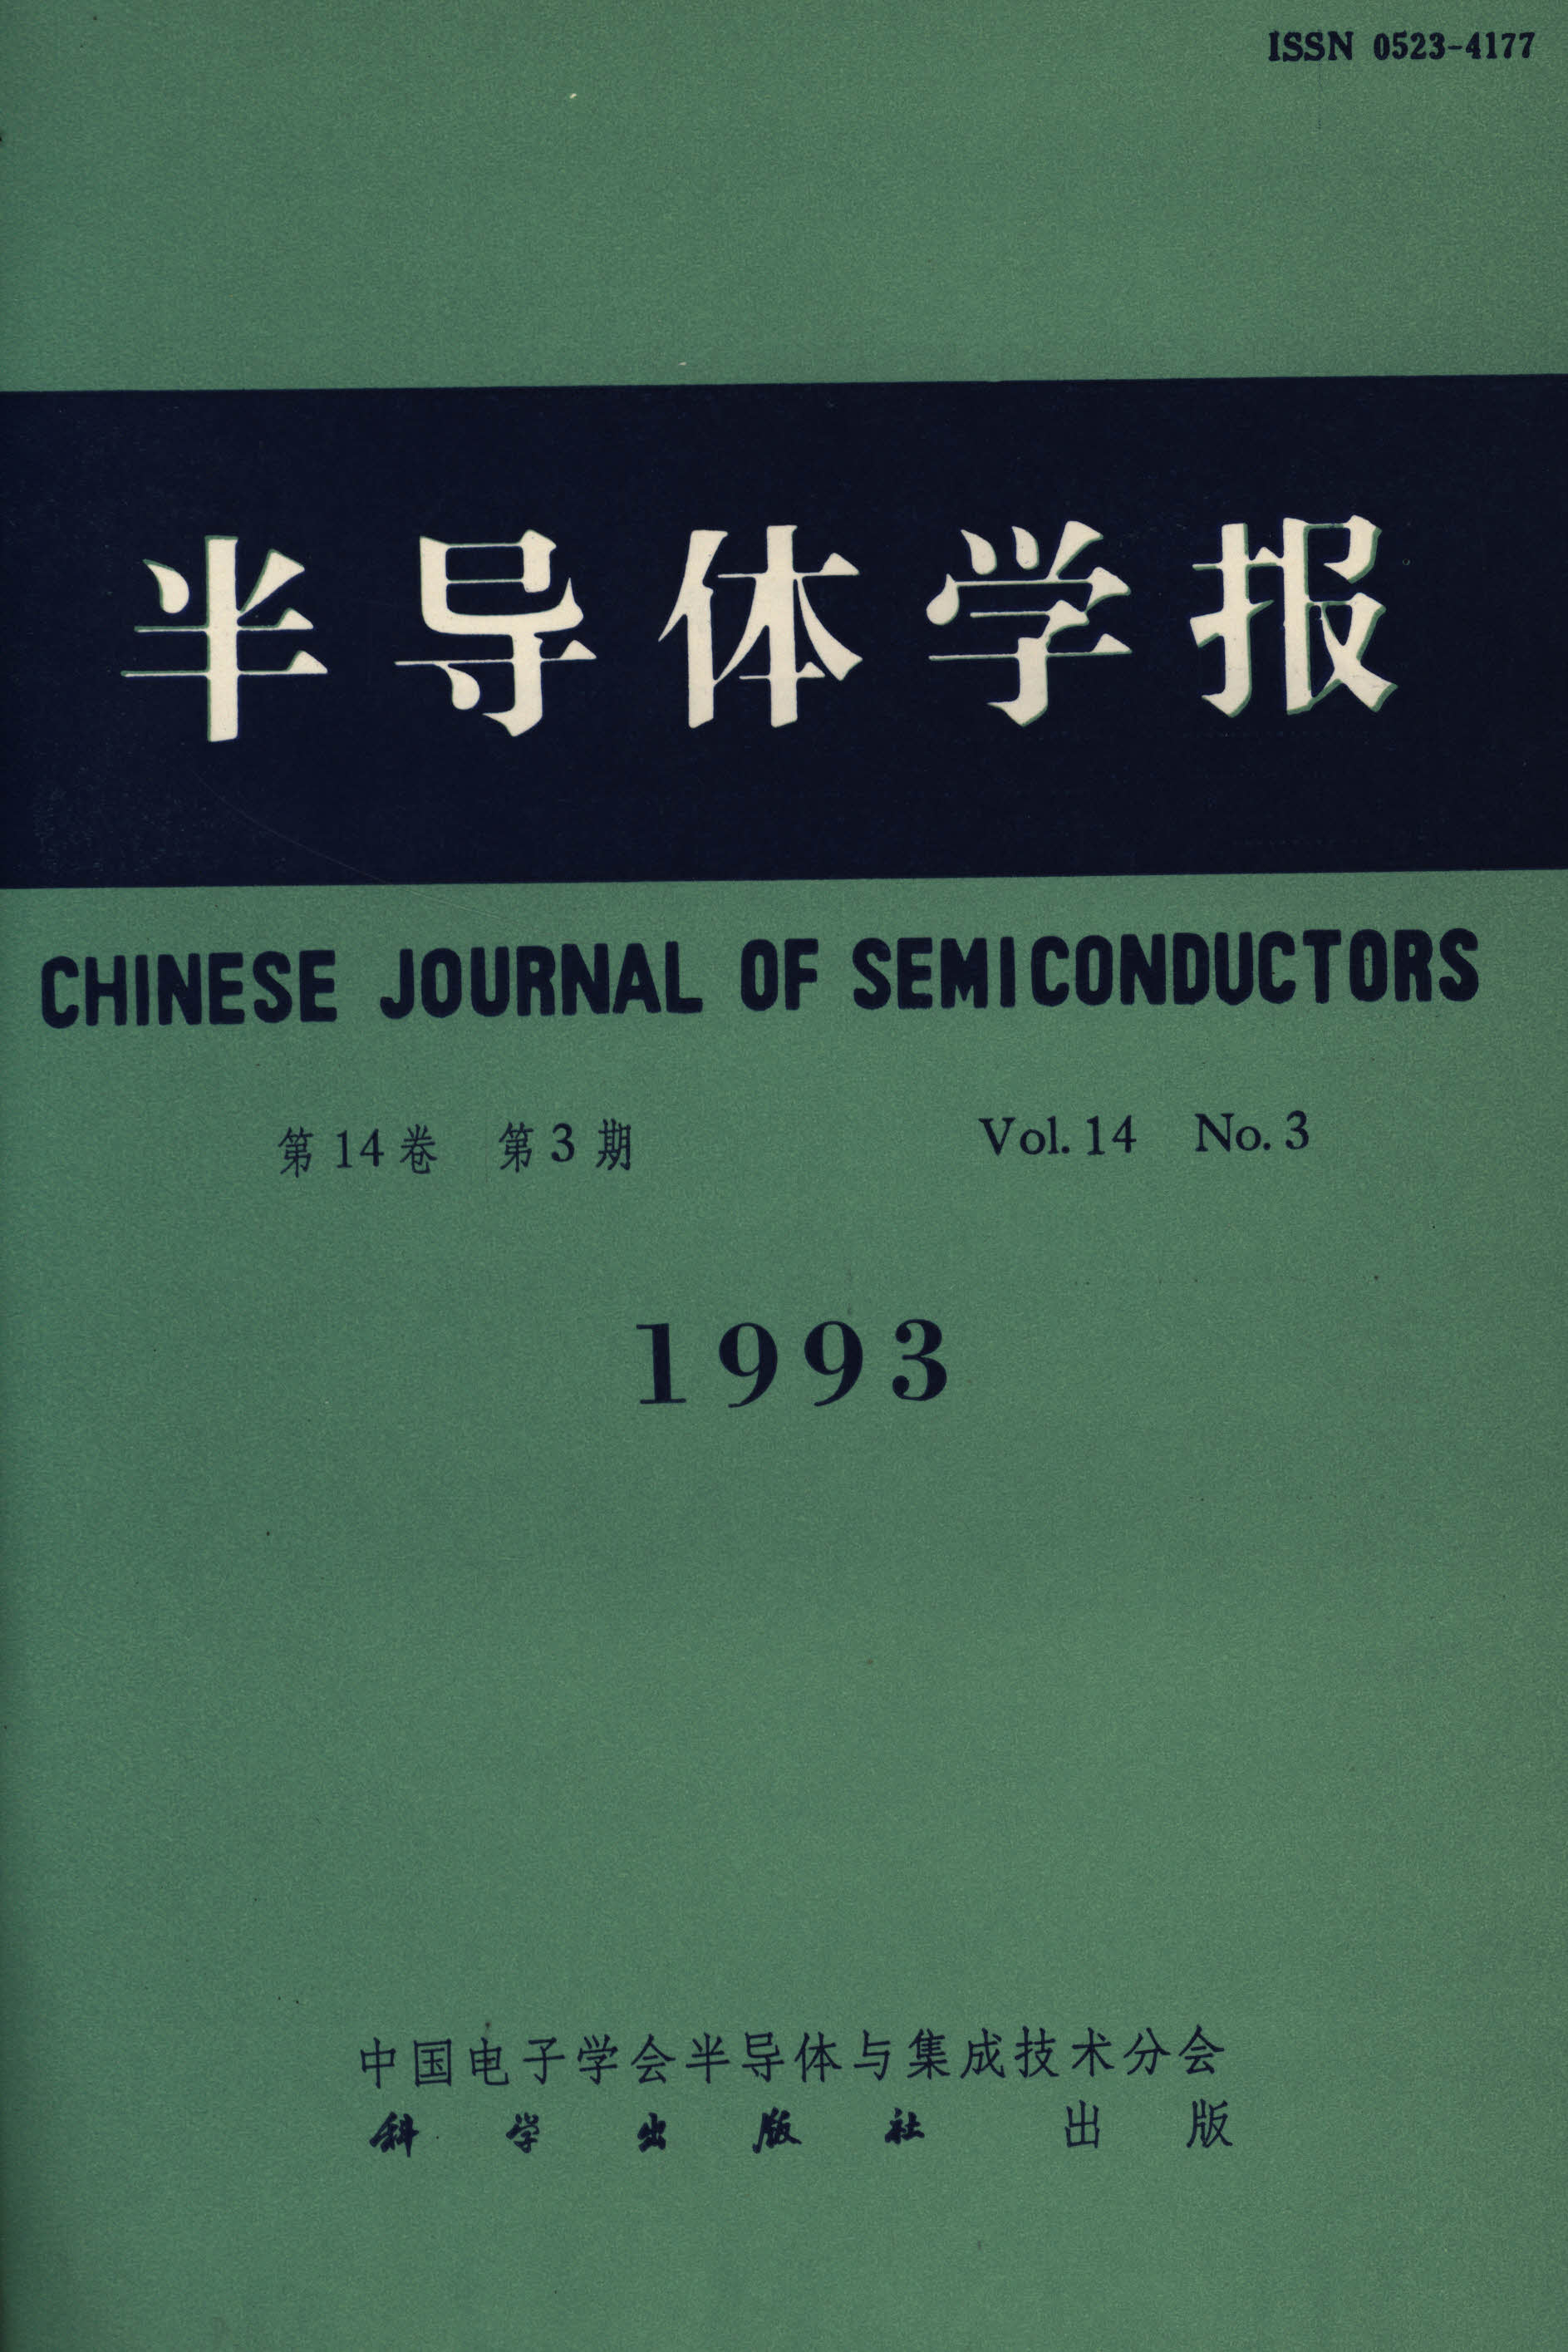 ISSN 0523-4177
半导体学报
CHINESE JOURNAL OF SEMICONDUCTORS
第14卷 第3期 Vol. 14 No. 3
1993
中国电子学会半导体与集成技术分会
科学出版社 出版